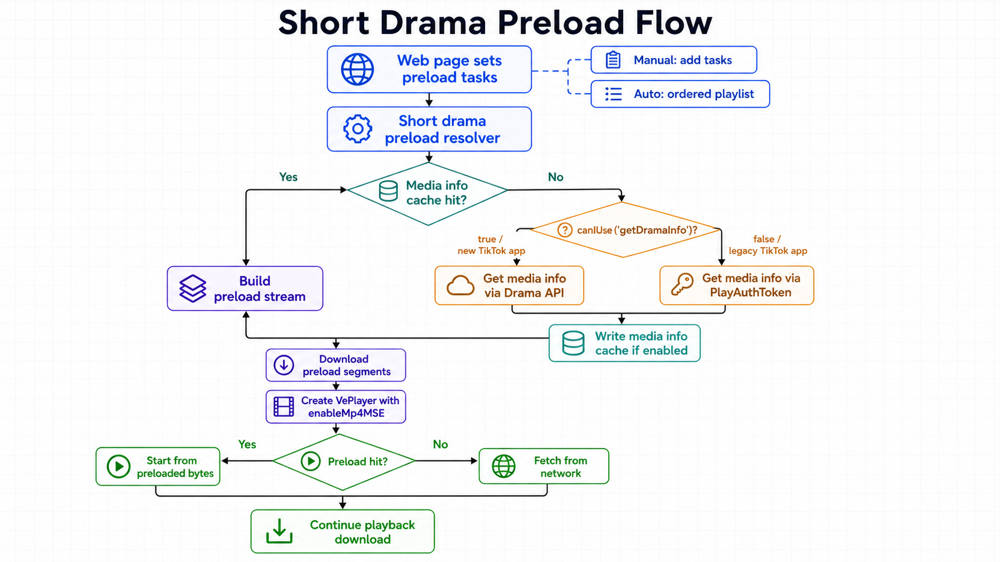 Short Drama Preload Flow
Web page sets
preload tasks
Manual: add tasks
Auto: ordered playlist
Short drama
preload resolver
Yes
Media info
cache hit?
No
canIUse ('getDramaInfo')?
true /
new TikTok app
false /
legacy TikTok app
Build
preload stream
Get media info
via Drama API
Get media info via
PlayAuthToken
Write media info
cache if enabled
Download
preload segments
Create VePlayer with
enableMp4MSE
Yes
Preload hit?
No
Start from
preloaded bytes
Fetch from
network
Continue playback
download